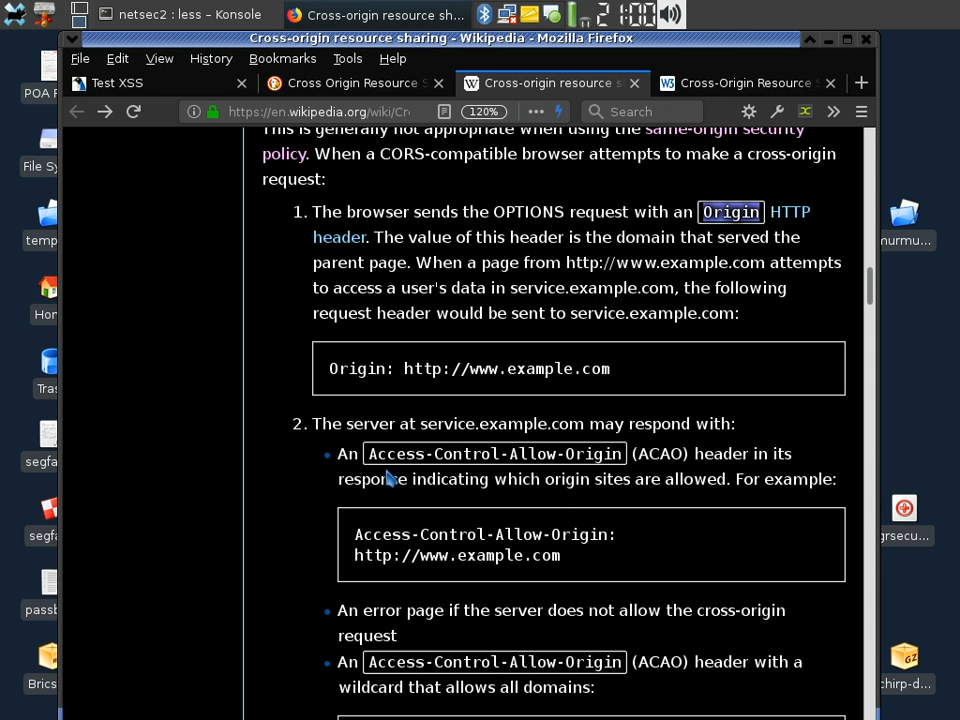 netsec2 : less – Konsole
Cross-origin resource sh...
2 1:00
Cross-origin resource sharing - Wikipedia - Mozilla Firefox
File Edit View History Bookmarks Tools Help
Test XSS
Cross Origin Resource S
Cross-origin resource s
Cross-Origin Resource S
https://en.wikipedia.org/wiki/Cr
120%
Search
This is generally not appropriate when using the same-origin security
policy. When a CORS-compatible browser attempts to make a cross-origin
request:
1. The browser sends the OPTIONS request with an Origin HTTP
header. The value of this header is the domain that served the
parent page. When a page from http://www.example.com attempts
to access a user's data in service.example.com, the following
request header would be sent to service.example.com:
Origin: http://www.example.com
2. The server at service.example.com may respond with:
An Access-Control-Allow-Origin (ACAO) header in its
response indicating which origin sites are allowed. For example:
Access-Control-Allow-Origin:
http://www.example.com
An error page if the server does not allow the cross-origin
request
An Access-Control-Allow-Origin (ACAO) header with a
wildcard that allows all domains:
POA F
File Sy
temp
Hon
Tras
segfa
segfa
passb
Brics
murmu...
grsecu...
chirp-d...